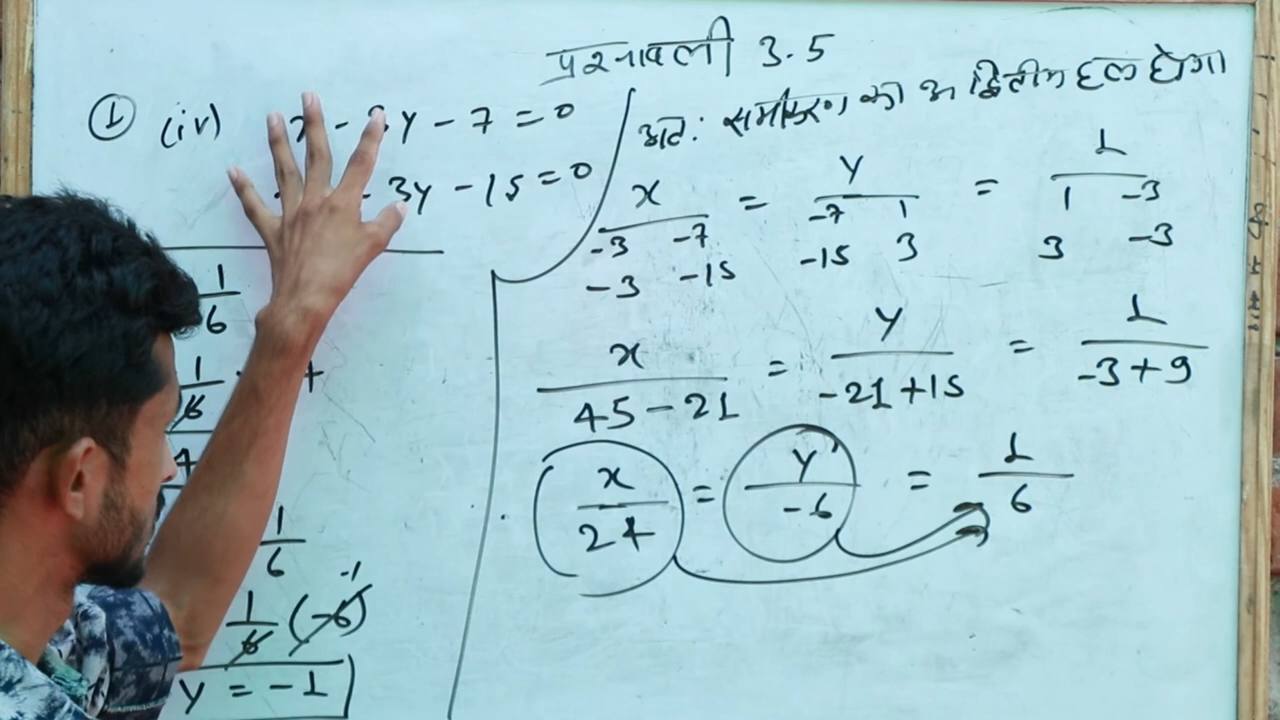 प्रश्नावली 3.5
① (iv) x - 3y - 7 = 0
- 3y - 15 = 0
1/6
1/6
4
1/6
1/6 (-6) -1
y = -1
अतः समीकरण का अद्वितीय हल होगा
x = y = 1
-3 -7 -7 1 1 -3
-3 -15 -15 3 3 -3
x/45-21 = y/-21+15 = 1/-3+9
x/24 = y/-6 = 1/6